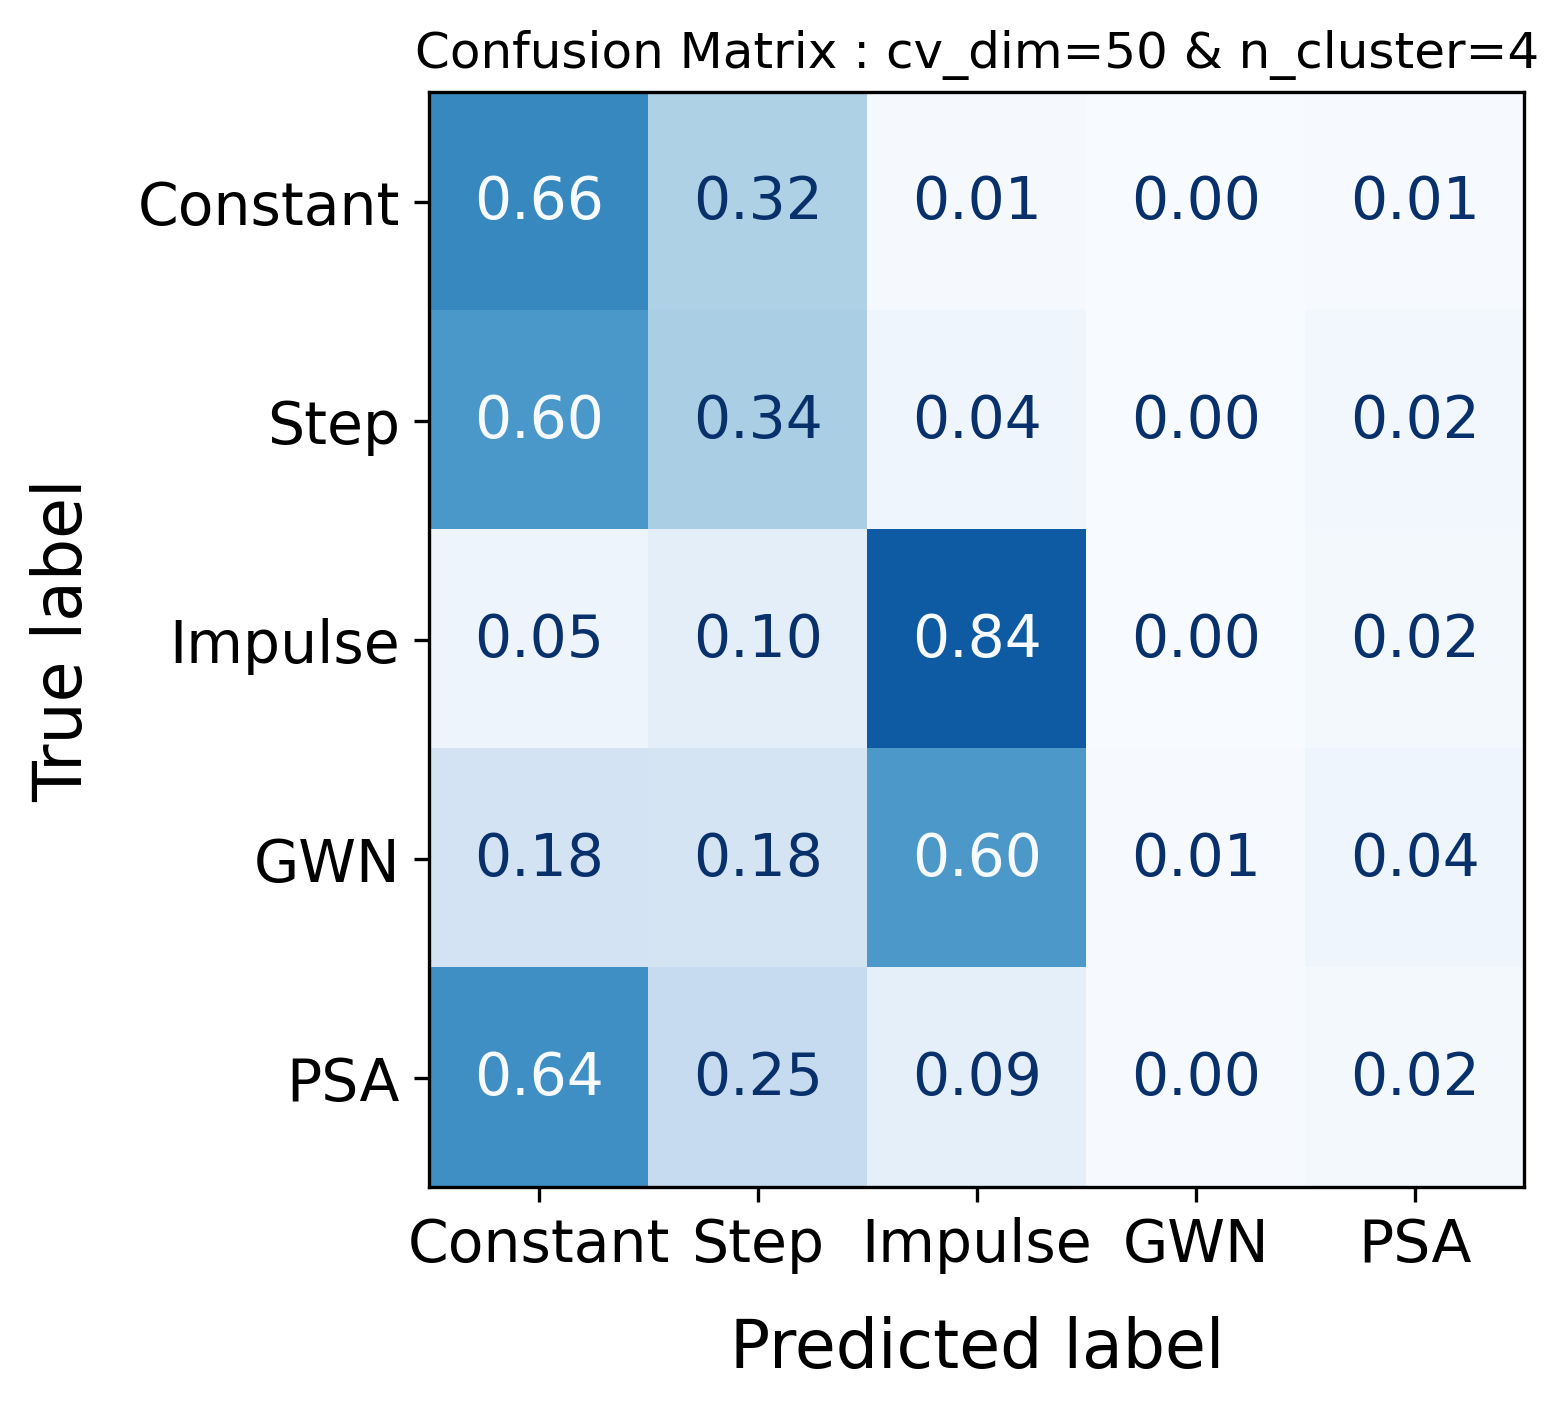 Confusion Matrix : cv_dim=50 & n_cluster=4
True label
Constant 0.66 0.32 0.01 0.00 0.01
Step 0.60 0.34 0.04 0.00 0.02
Impulse 0.05 0.10 0.84 0.00 0.02
GWN 0.18 0.18 0.60 0.01 0.04
PSA 0.64 0.25 0.09 0.00 0.02
Constant Step Impulse GWN PSA
Predicted label